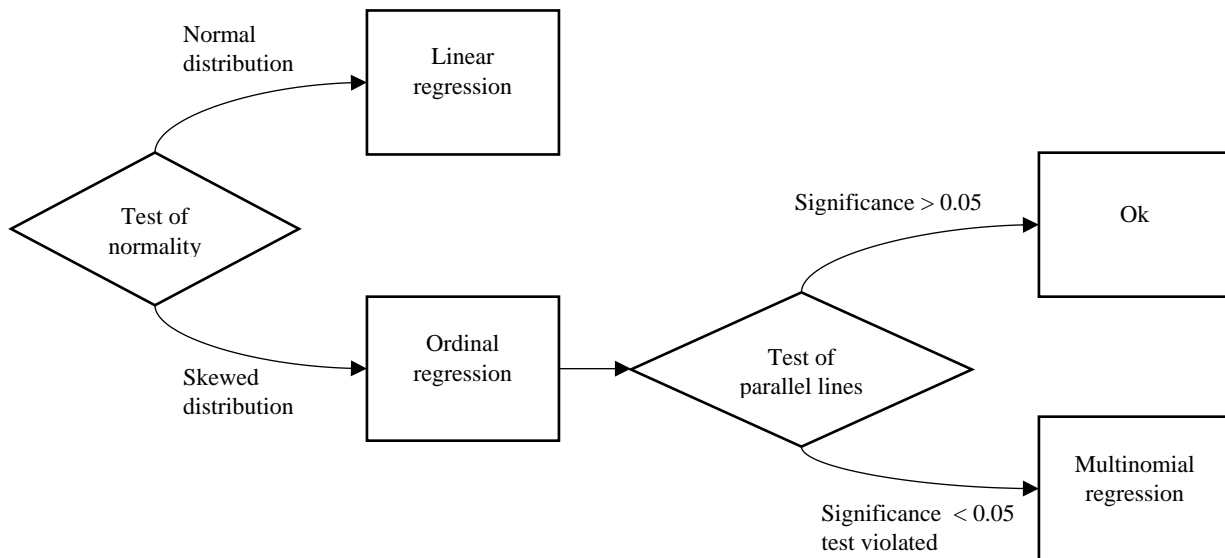 Normal
distribution
Linear
regression
Test of
normality
Skewed
distribution
Ordinal
regression
Test of
parallel lines
Significance > 0.05
Ok
Significance  < 0.05
test violated
Multinomial
regression